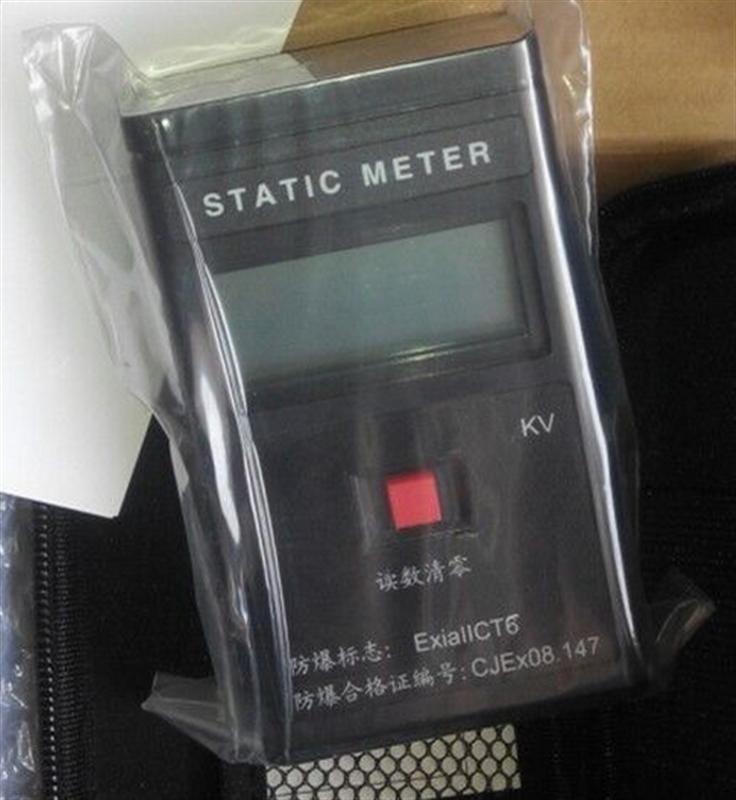 STATIC METER
KV
读数清零
防爆标志: ExiaIICT6
防爆合格证编号: CJEx08.147